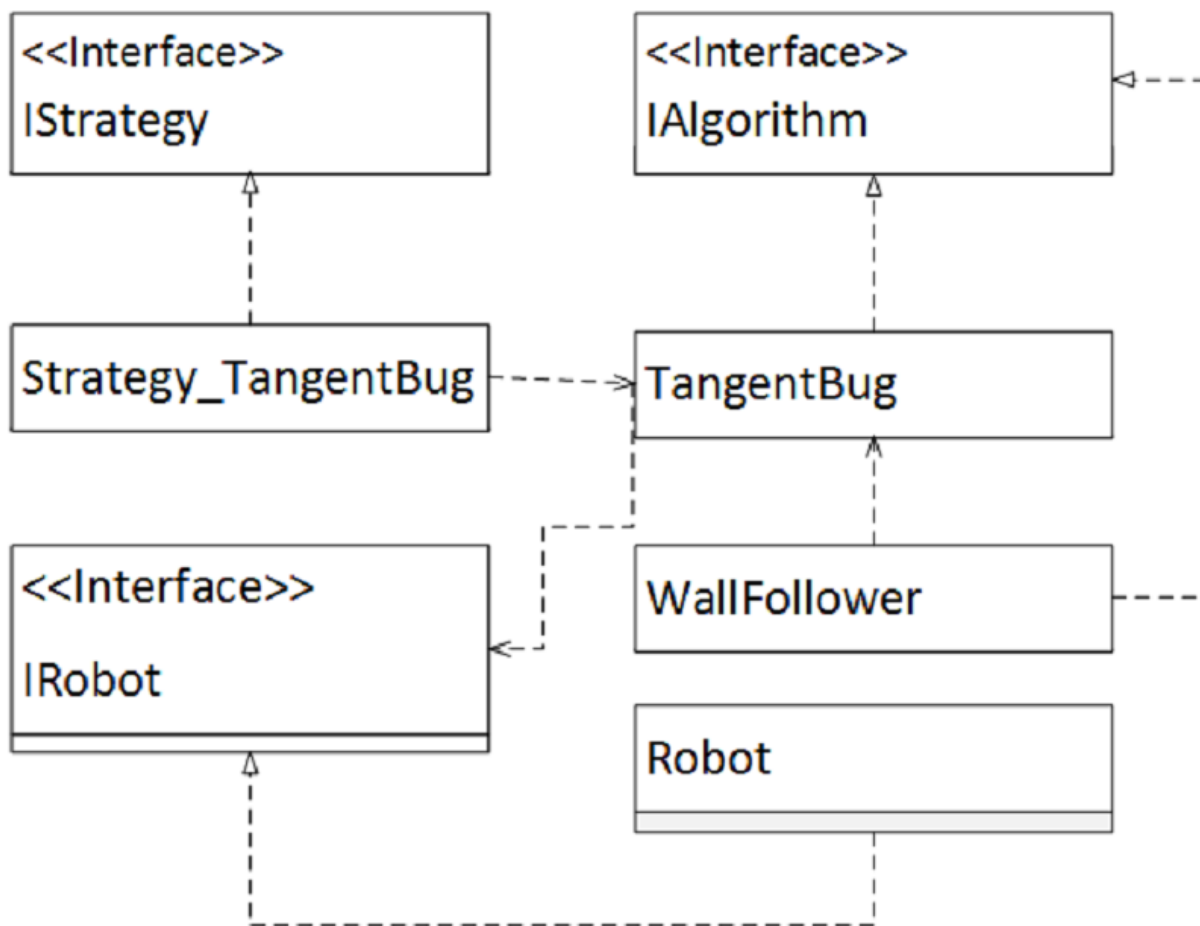 <<Interface>>
IStrategy
<<Interface>>
IAlgorithm
Strategy_TangentBug
TangentBug
<<Interface>>
IRobot
WallFollower
Robot